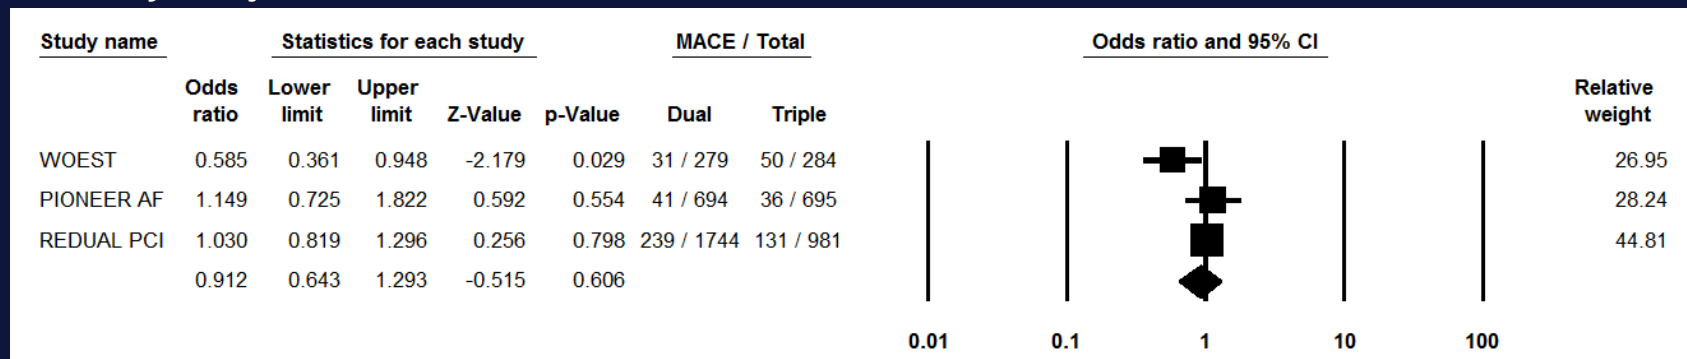 Study name Statistics for each study MACE / Total Odds ratio and 95% CI
Odds Lower Upper Relative
ratio limit limit Z-Value p-Value Dual Triple weight
WOEST 0.585 0.361 0.948 -2.179 0.029 31 / 279 50 / 284 26.95
PIONEER AF 1.149 0.725 1.822 0.592 0.554 41 / 694 36 / 695 28.24
REDUAL PCI 1.030 0.819 1.296 0.256 0.798 239 / 1744 131 / 981 44.81
0.912 0.643 1.293 -0.515 0.606
0.01 0.1 1 10 100